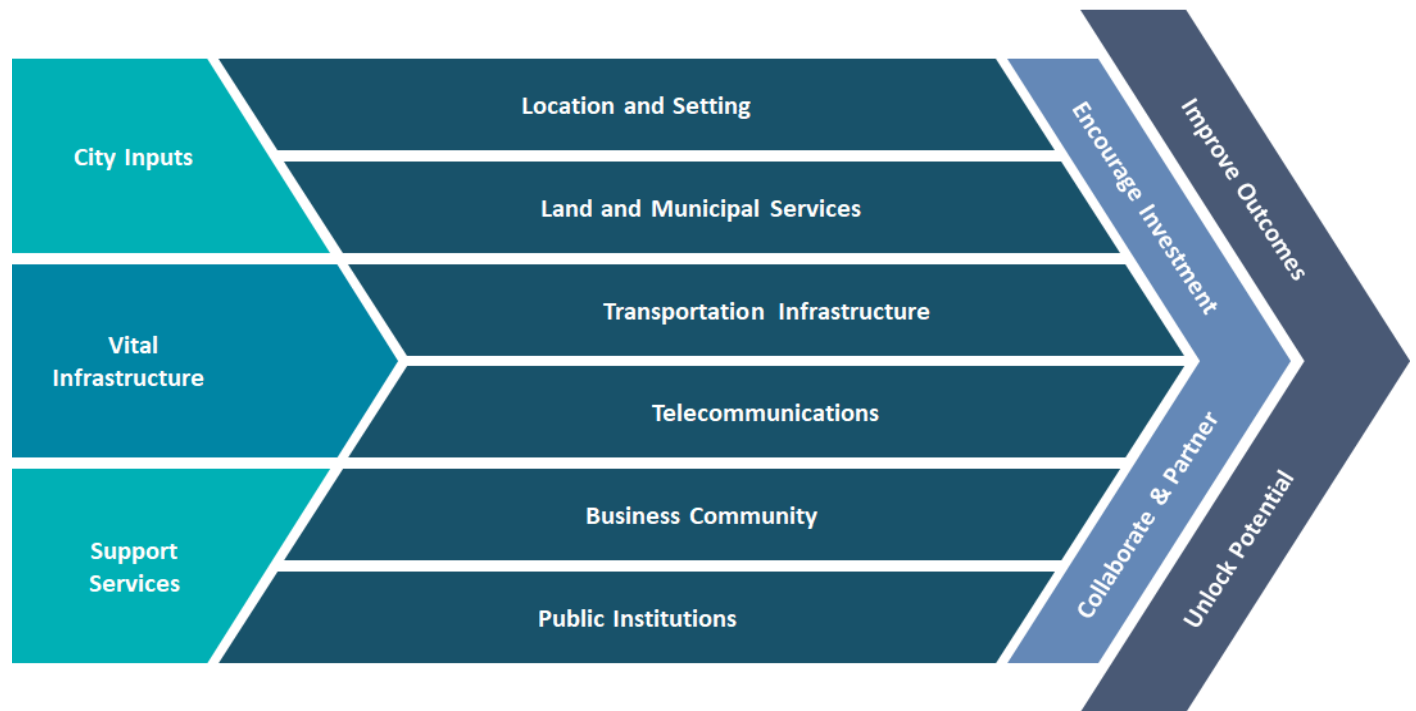 City Inputs
Location and Setting
Land and Municipal Services
Vital
Infrastructure
Transportation Infrastructure
Telecommunications
Support
Services
Business Community
Public Institutions
Encourage Investment
Collaborate & Partner
Improve Outcomes
Unlock Potential